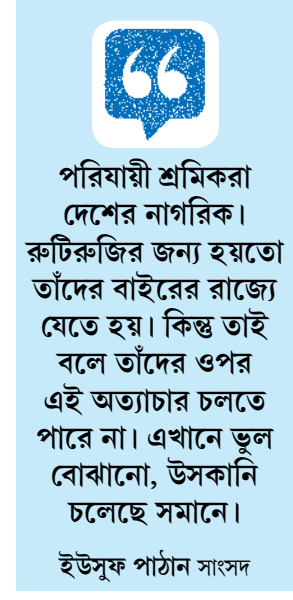 পরিযায়ী শ্রমিকরা
দেশের নাগরিক।
রুটিরুজির জন্য হয়তো
তাঁদের বাইরের রাজ্যে
যেতে হয়। কিন্তু তাই
বলে তাঁদের ওপর
এই অত্যাচার চলতে
পারে না। এখানে ভুল
বোঝানো, উসকানি
চলেছে সমানে।
ইউসুফ পাঠান সাংসদ